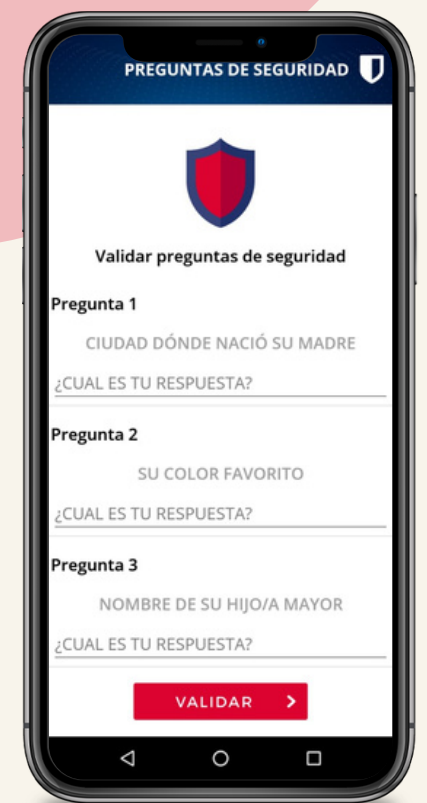 PREGUNTAS DE SEGURIDAD
Validar preguntas de seguridad
Pregunta 1
CIUDAD DÓNDE NACIÓ SU MADRE
¿CUAL ES TU RESPUESTA?
Pregunta 2
SU COLOR FAVORITO
¿CUAL ES TU RESPUESTA?
Pregunta 3
NOMBRE DE SU HIJO/A MAYOR
¿CUAL ES TU RESPUESTA?
VALIDAR